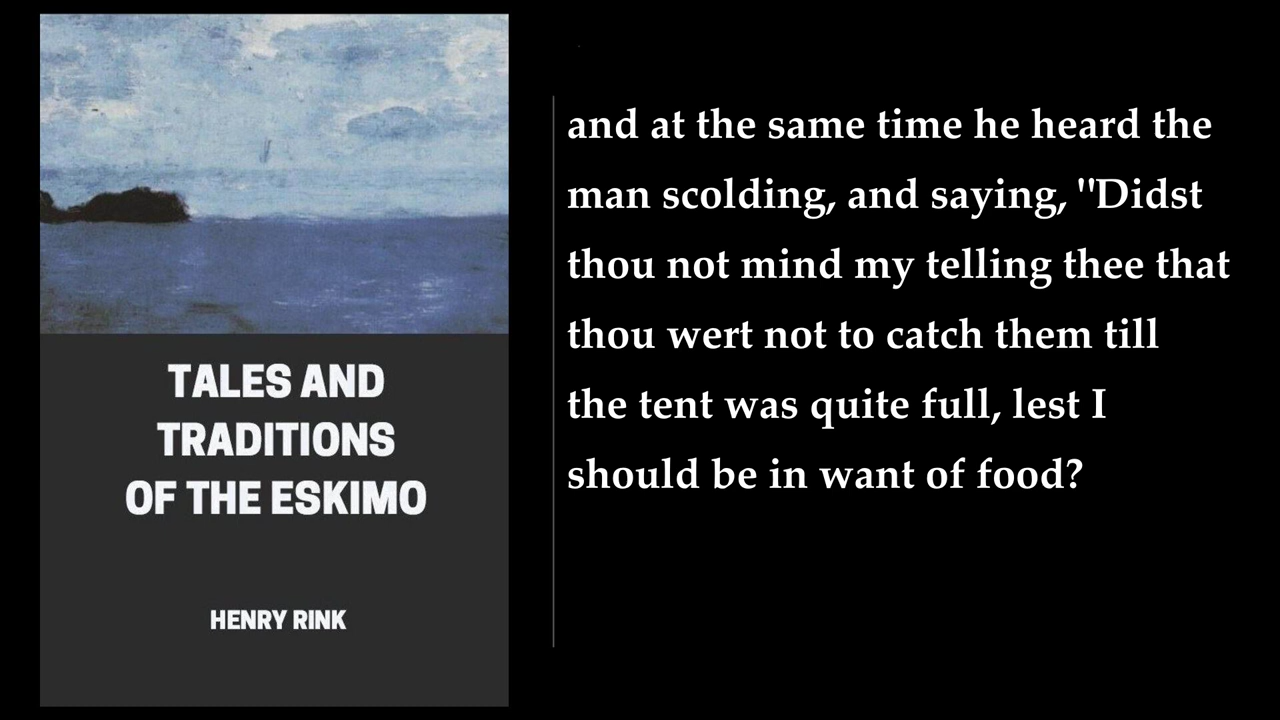 TALES AND
TRADITIONS
OF THE ESKIMO
HENRY RINK
and at the same time he heard the
man scolding, and saying, "Didst
thou not mind my telling thee that
thou wert not to catch them till
the tent was quite full, lest I
should be in want of food?